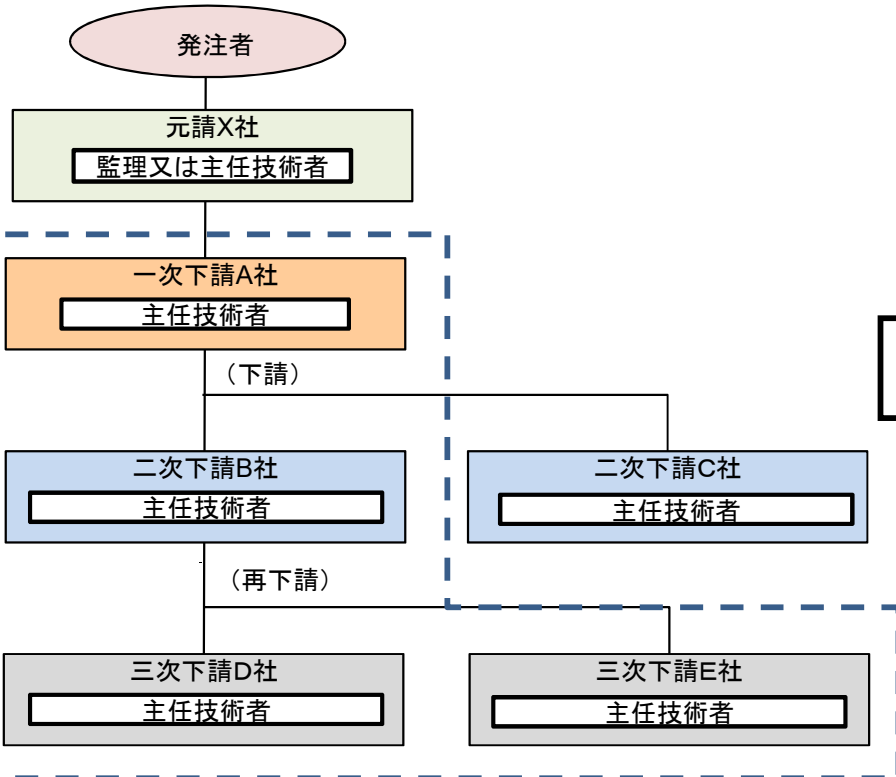 発注者
元請X社
監理又は主任技術者
一次下請A社
主任技術者
（下請）
二次下請B社
主任技術者
二次下請C社
主任技術者
（再下請）
三次下請D社
主任技術者
三次下請E社
主任技術者